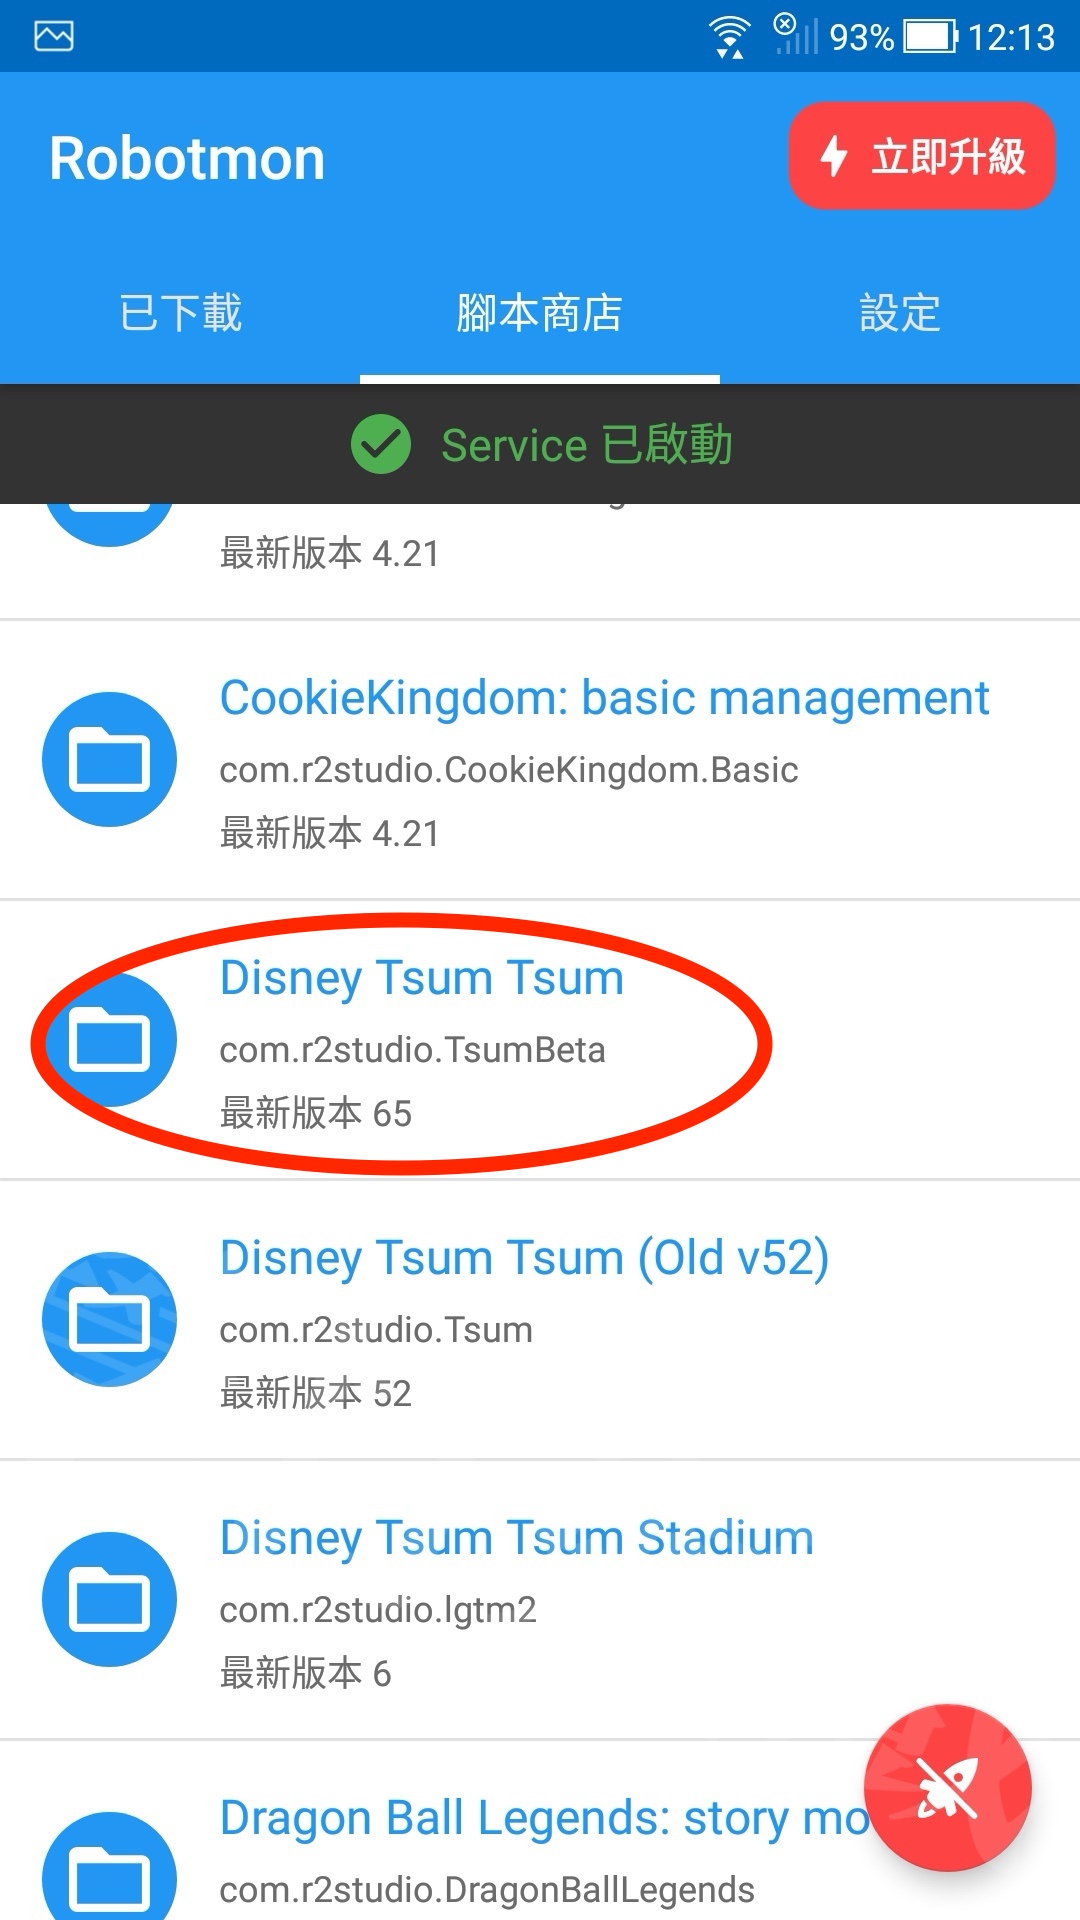 93% 12:13
Robotmon
立即升級
已下載 腳本商店 設定
Service 已啟動
最新版本 4.21
CookieKingdom: basic management
com.r2studio.CookieKingdom.Basic
最新版本 4.21
Disney Tsum Tsum
com.r2studio.TsumBeta
最新版本 65
Disney Tsum Tsum (Old v52)
com.r2studio.Tsum
最新版本 52
Disney Tsum Tsum Stadium
com.r2studio.lgtm2
最新版本 6
Dragon Ball Legends: story mo
com.r2studio.DragonBallLegends